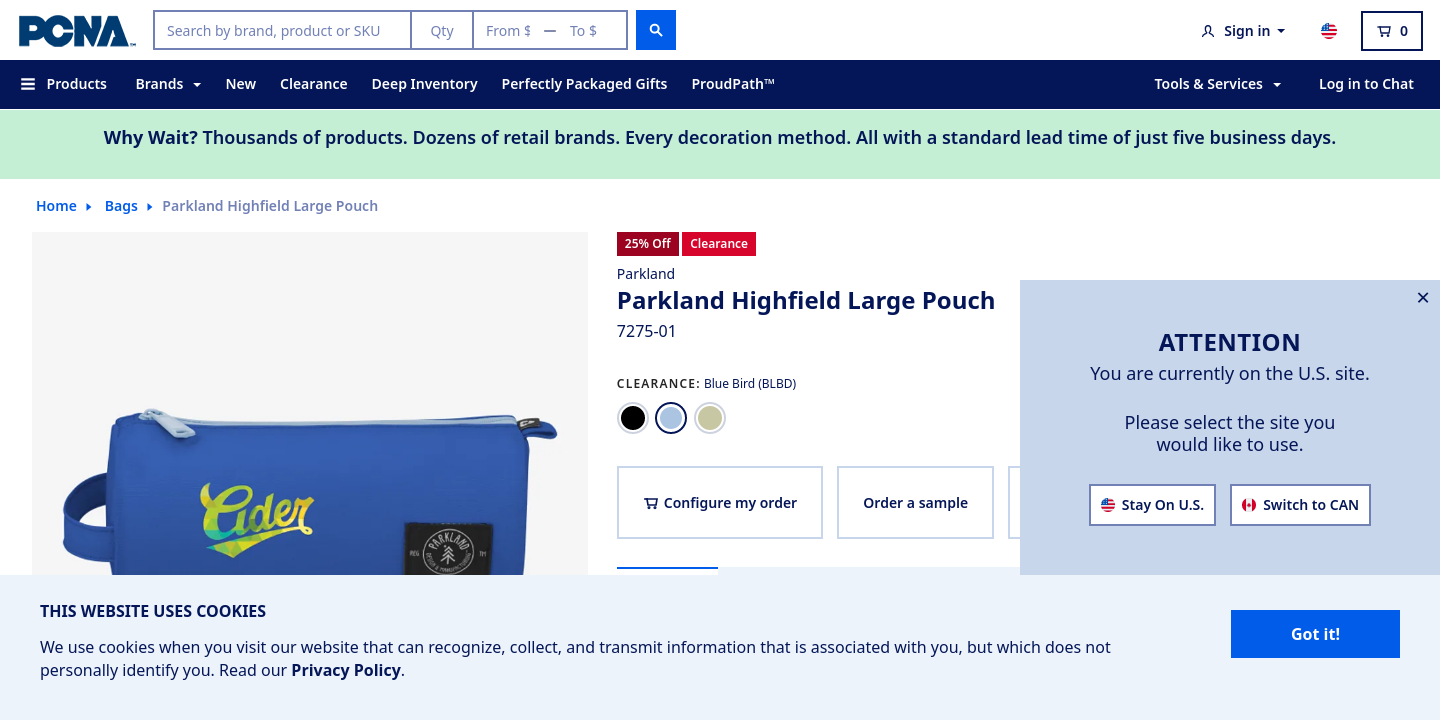 PCNA™
Search by brand, product or SKU
Qty
From $ — To $
Sign in
0
Products
Brands
New
Clearance
Deep Inventory
Perfectly Packaged Gifts
ProudPath™
Tools & Services
Log in to Chat
Why Wait? Thousands of products. Dozens of retail brands. Every decoration method. All with a standard lead time of just five business days.
Home
Bags
Parkland Highfield Large Pouch
25% Off
Clearance
Parkland
Parkland Highfield Large Pouch
7275-01
CLEARANCE: Blue Bird (BLBD)
Configure my order
Order a sample
Cider
PARKLAND
REG
TM
DESIGN & MANUFACTURING
ATTENTION
You are currently on the U.S. site.
Please select the site you
would like to use.
Stay On U.S.
Switch to CAN
THIS WEBSITE USES COOKIES
We use cookies when you visit our website that can recognize, collect, and transmit information that is associated with you, but which does not
personally identify you. Read our Privacy Policy.
Got it!